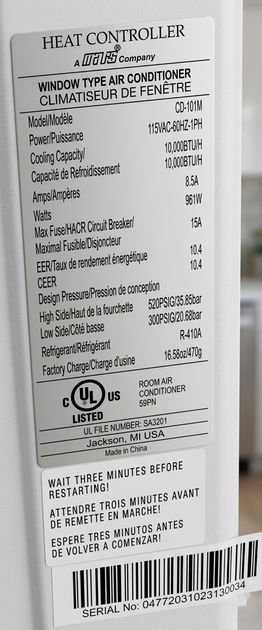 HEAT CONTROLLER
A mars® Company
WINDOW TYPE AIR CONDITIONER
CLIMATISEUR DE FENÊTRE
Model/Modèle CD-101M
Power/Puissance 115VAC-60HZ-1PH
Cooling Capacity/ 10,000BTU/H
Capacité de Refroidissement 10,000BTU/H
Amps/Ampères 8.5A
Watts 961W
Max Fuse/HACR Circuit Breaker/ 15A
Maximal Fusible/Disjoncteur
EER/Taux de rendement énergétique 10.4
CEER 10.4
Design Pressure/Pression de conception
High Side/Haut de la fourchette 520PSIG/35.85bar
Low Side/Côté basse 300PSIG/20.68bar
Refrigerant/Réfrigérant R-410A
Factory Charge/Charge d'usine 16.58oz/470g
C UL® US
LISTED
ROOM AIR
CONDITIONER
59PN
UL FILE NUMBER: SA3201
Jackson, MI USA
Made in China
WAIT THREE MINUTES BEFORE
RESTARTING!
ATTENDRE TROIS MINUTES AVANT
DE REMETTE EN MARCHE!
ESPERE TRES MINUTOS ANTES
DE VOLVER A COMENZAR!
SERIAL No: 04772031023130034